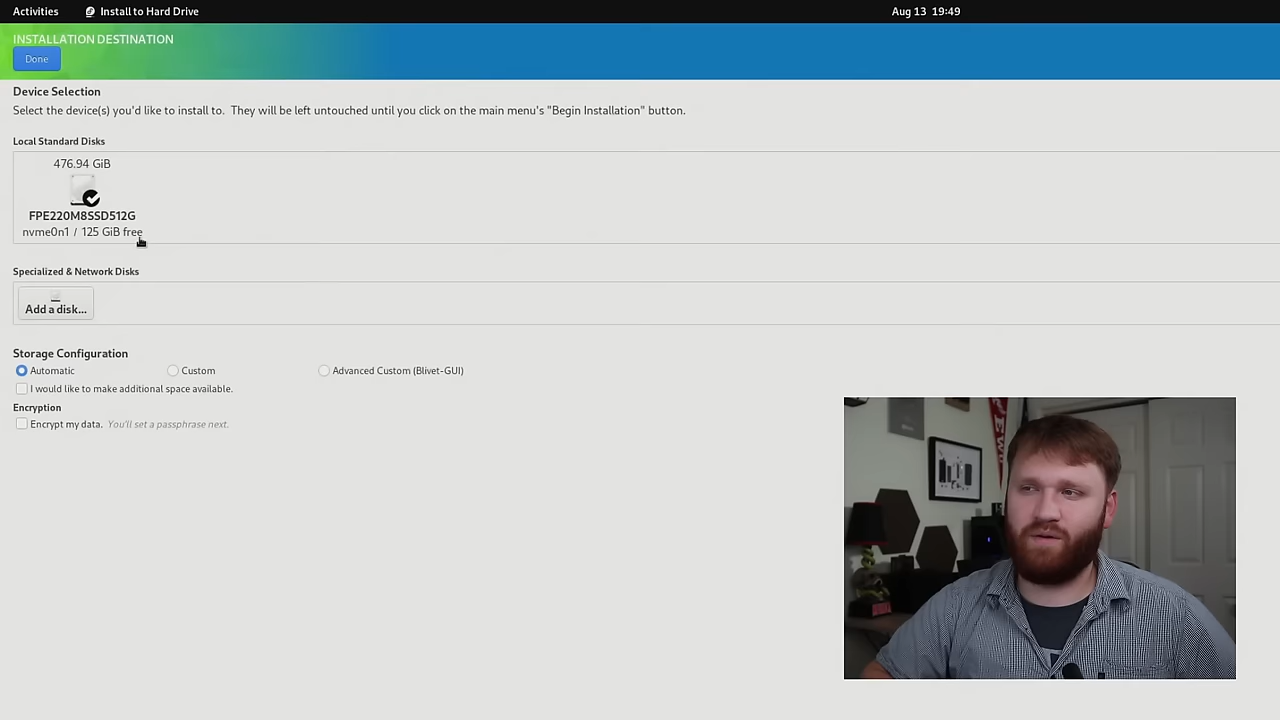 Activities
Install to Hard Drive
Aug 13 19:49
INSTALLATION DESTINATION
Done
Device Selection
Select the device(s) you'd like to install to. They will be left untouched until you click on the main menu's "Begin Installation" button.
Local Standard Disks
476.94 GiB
FPE220M8SSD512G
nvme0n1 / 125 GiB free
Specialized & Network Disks
Add a disk...
Storage Configuration
Automatic
Custom
Advanced Custom (Blivet-GUI)
I would like to make additional space available.
Encryption
Encrypt my data. You'll set a passphrase next.